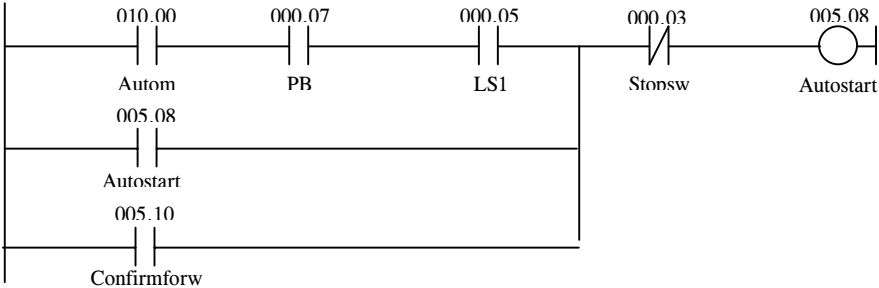 010.00 000.07 000.05 000.03 005.08
Autom PB LS1 Stopsw Autostart
005.08
Autostart
005.10
Confirmforw